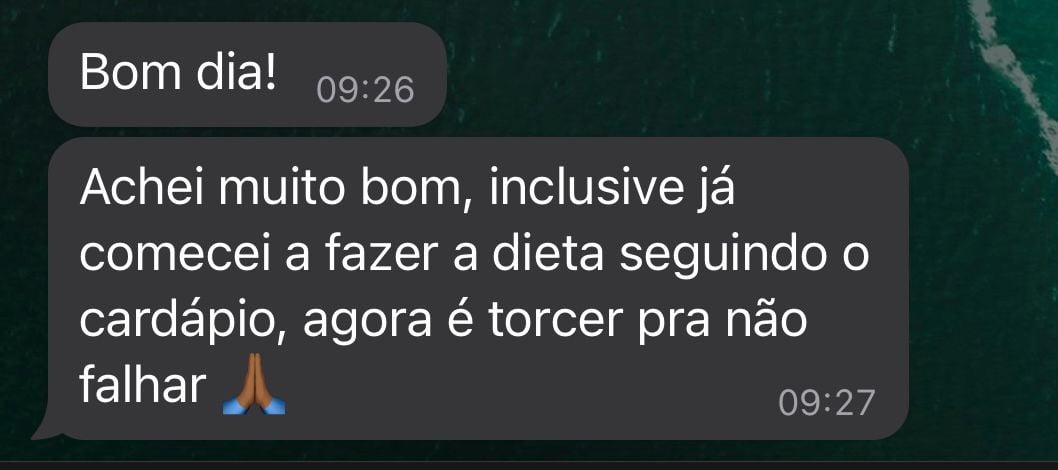 Bom dia! 09:26
Achei muito bom, inclusive já
comecei a fazer a dieta seguindo o
cardápio, agora é torcer pra não
falhar 🙏🏾 09:27